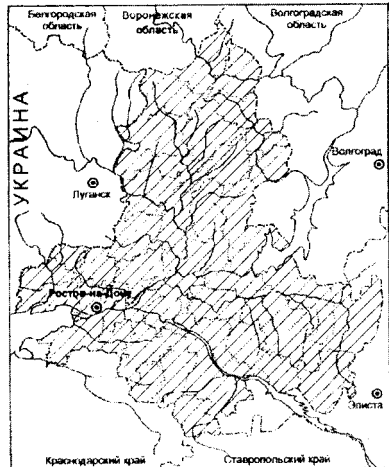 Белгородская
область
Воронежская
область
Волгоградская
область
УКРАИНА
Волгоград
Луганск
Ростов-на-Дону
Элиста
Краснодарский край
Ставропольский край